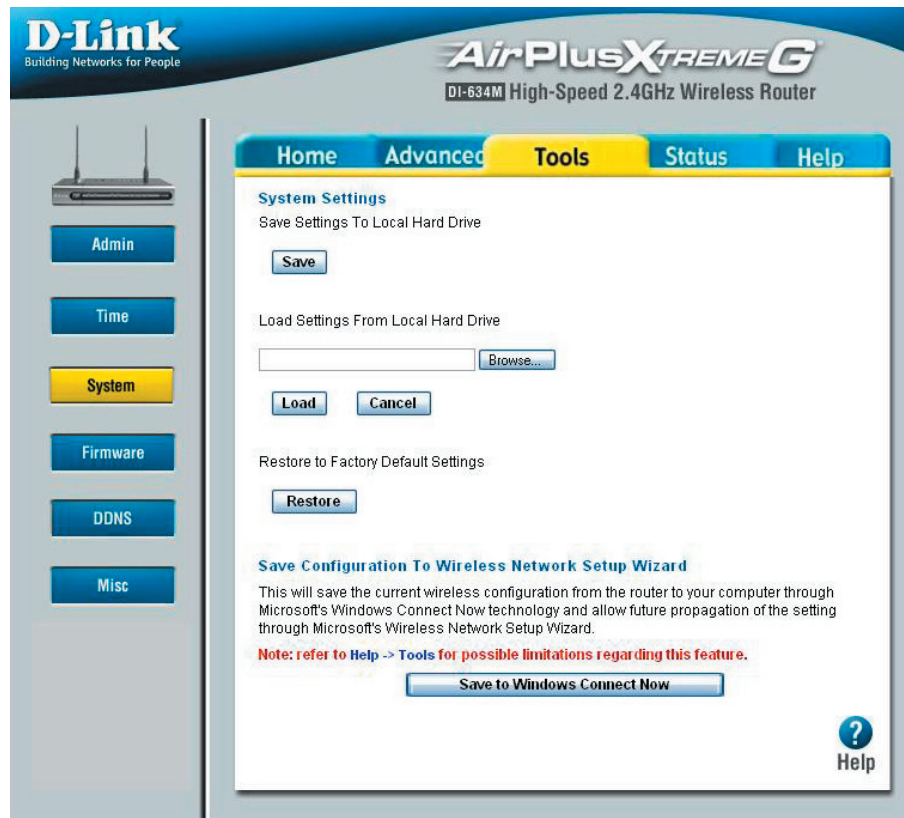 D-Link
Building Networks for People
AirPlusXTREMEG
DI-634M High-Speed 2.4GHz Wireless Router
Home Advanced Tools Status Help
Admin
Time
System
Firmware
DDNS
Misc
System Settings
Save Settings To Local Hard Drive
Save
Load Settings From Local Hard Drive
Browse...
Load Cancel
Restore to Factory Default Settings
Restore
Save Configuration To Wireless Network Setup Wizard
This will save the current wireless configuration from the router to your computer through
Microsoft's Windows Connect Now technology and allow future propagation of the setting
through Microsoft's Wireless Network Setup Wizard.
Note: refer to Help -> Tools for possible limitations regarding this feature.
Save to Windows Connect Now
?
Help